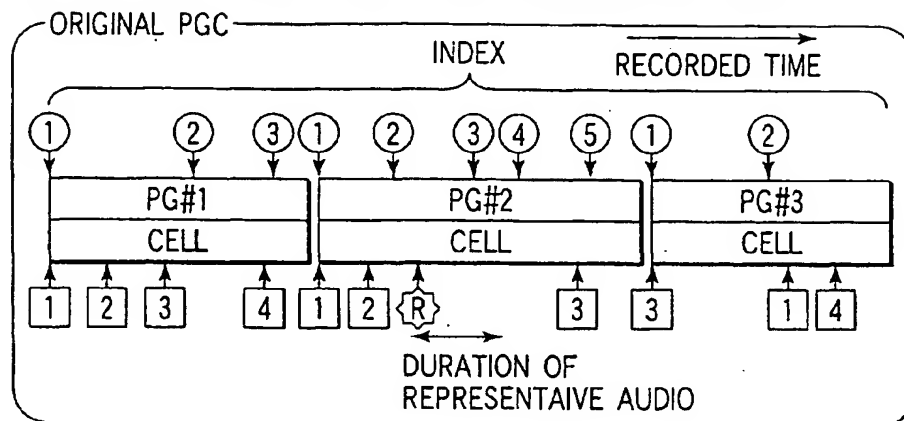 ORIGINAL PGC
INDEX
RECORDED TIME
1 2 3 1 2 3 4 5 1 2
PG#1 PG#2 PG#3
CELL CELL CELL
1 2 3 4 1 2 R 3 3 1 4
DURATION OF
REPRESENTAIVE AUDIO